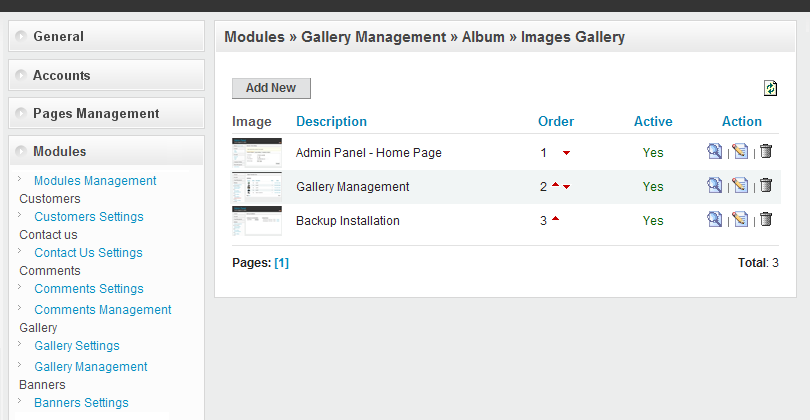 General
Accounts
Pages Management
Modules
Modules Management
Customers
Customers Settings
Contact us
Contact Us Settings
Comments
Comments Settings
Comments Management
Gallery
Gallery Settings
Gallery Management
Banners
Banners Settings
Modules » Gallery Management » Album » Images Gallery
Add New
Image Description Order Active Action
Admin Panel - Home Page 1 Yes | |
Gallery Management 2 Yes | |
Backup Installation 3 Yes | |
Pages: [1] Total: 3